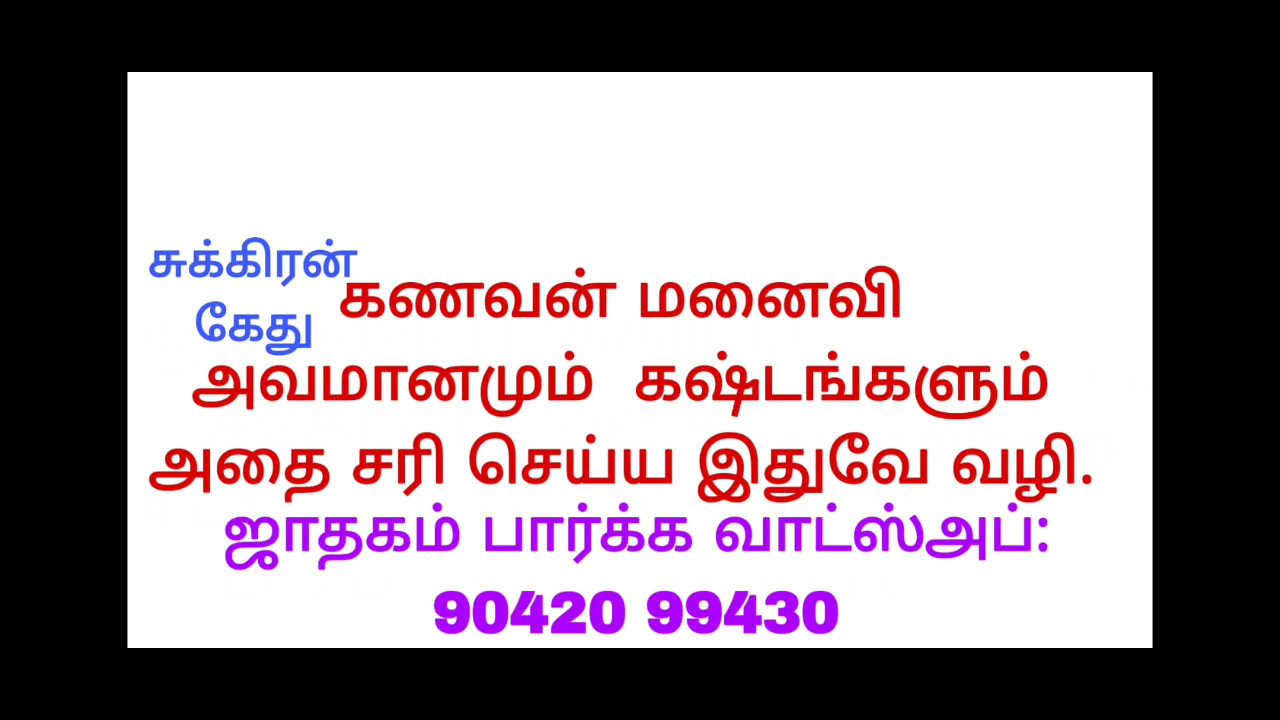 சுக்கிரன்
கேது
கணவன் மனைவி
அவமானமும் கஷ்டங்களும்
அதை சரி செய்ய இதுவே வழி.
ஜாதகம் பார்க்க வாட்ஸ்அப்:
90420 99430